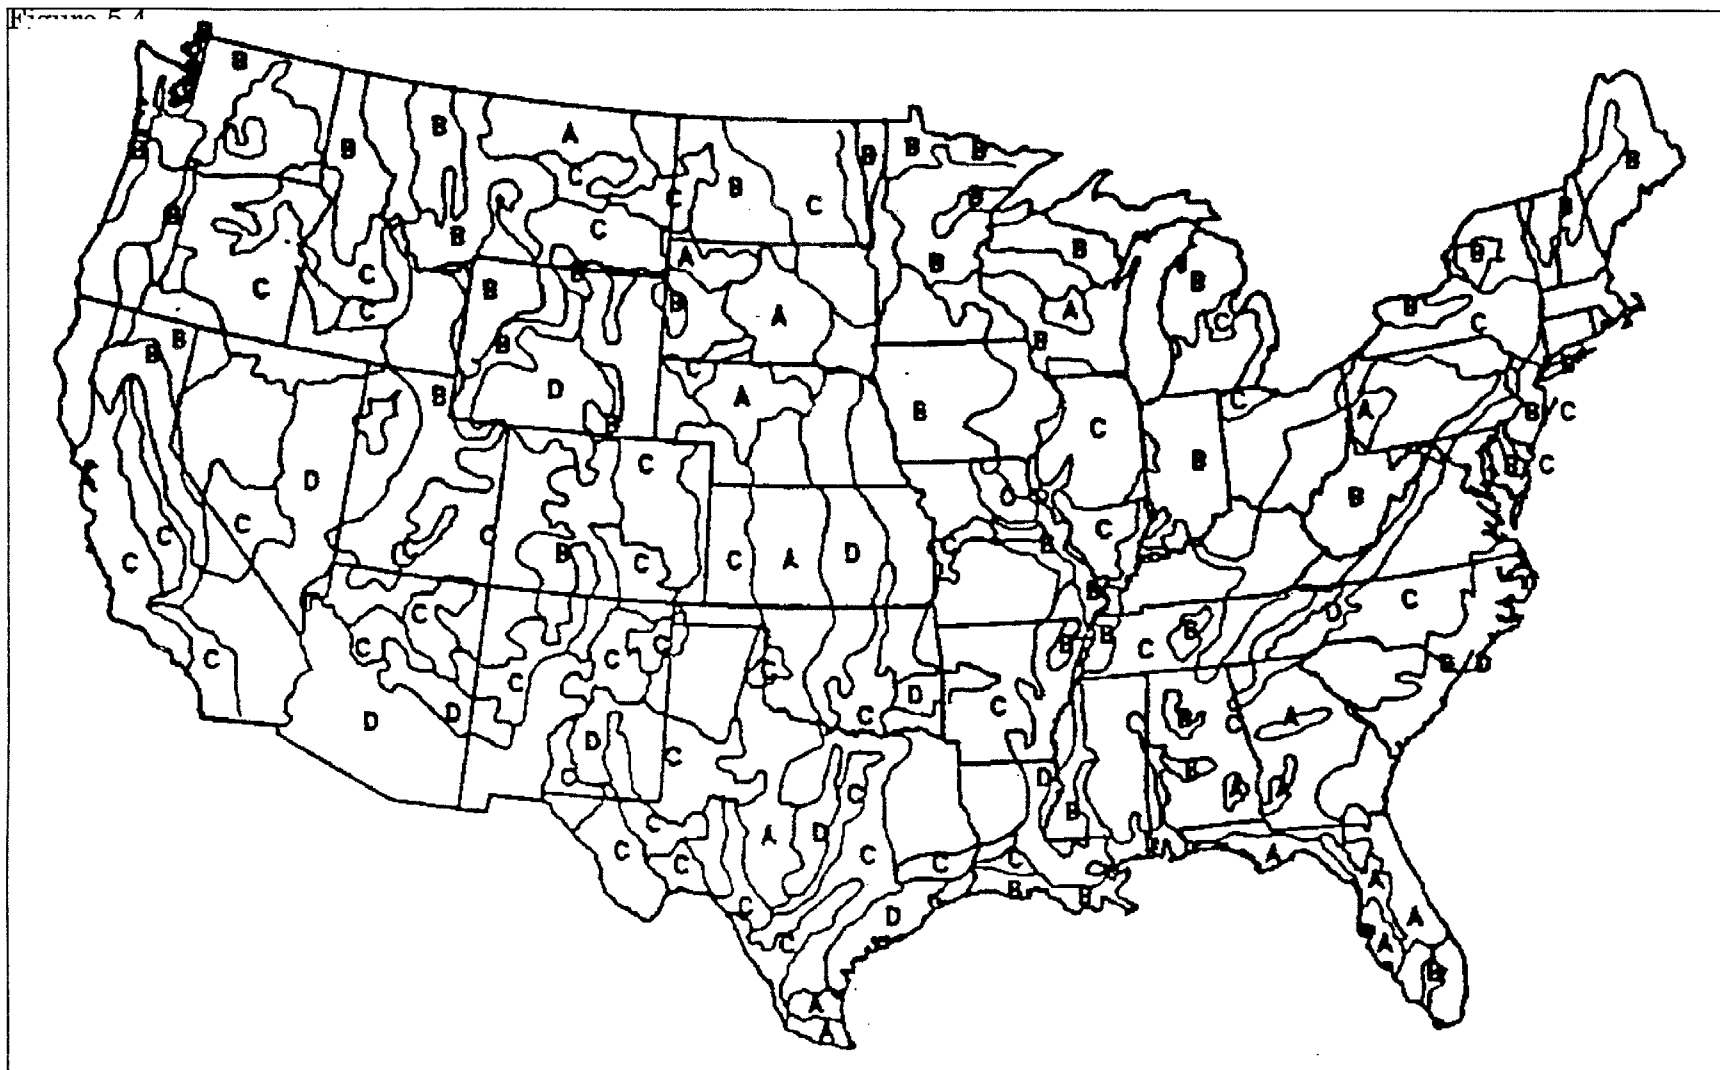 Figure 5.4
B
B
A
B B B
B B C B B
C B B C B
B C C B B B
C C A B B
B B A A B C
C B C
B B B C
D C B
B A B A B C
C C
A D C B B C
C B
C C C C
C B C A D C B
B
C C D
B B B
C C C C C B D
C D
D D C C B C A
D
C C D B
A A
C C
A D B
C C C C A
C B B A
C D A
C A
B
A
A